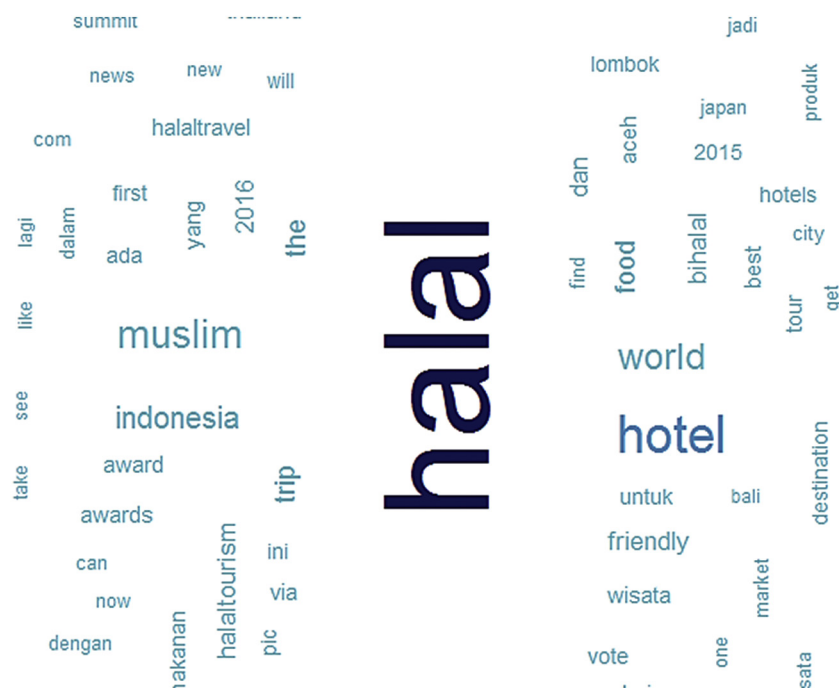 summit
jadi
lombok
news
new
will
produk
japan
com
halaltravel
aceh
2015
dan
first
2016
hotels
lagi
dalam
yang
the
bihalal
city
ada
find
food
best
get
like
tour
muslim
halal
world
see
indonesia
hotel
award
take
trip
untuk
bali
destination
awards
friendly
can
halaltourism
ini
now
via
wisata
market
dengan
pic
vote
one